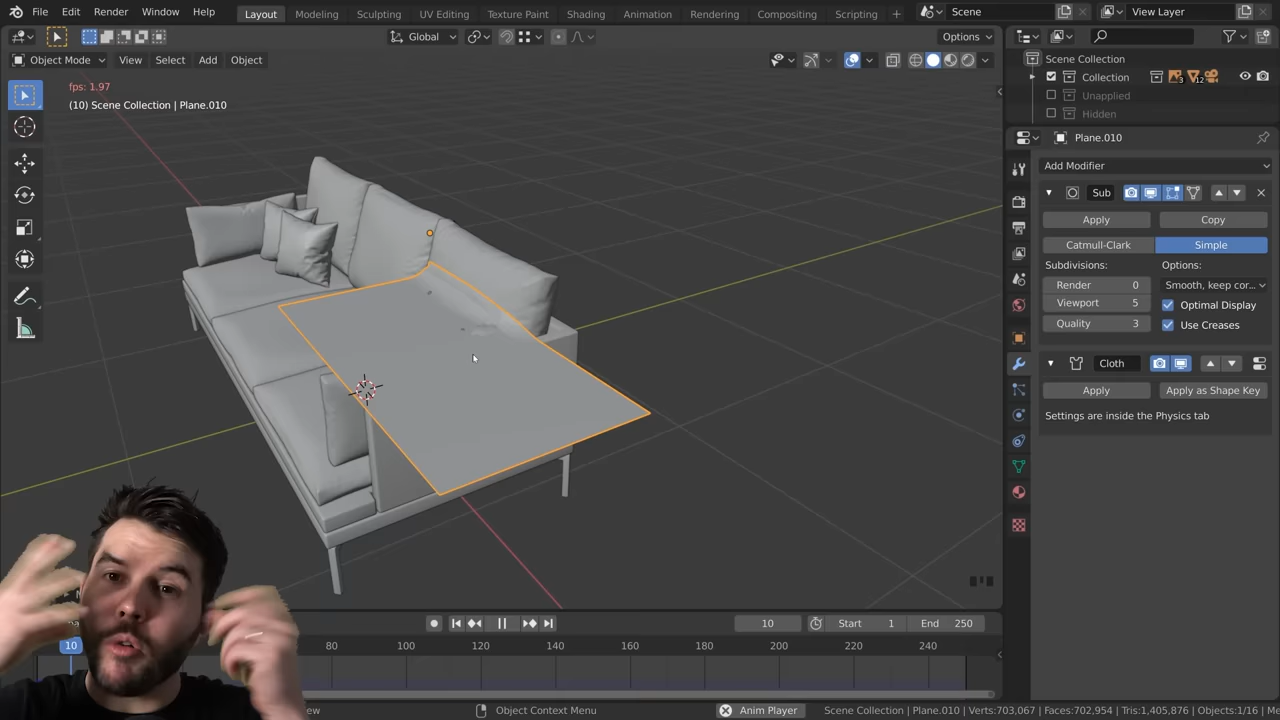 File Edit Render Window Help Layout Modeling Sculpting UV Editing Texture Paint Shading Animation Rendering Compositing Scripting + Scene View Layer
Global Options
Object Mode View Select Add Object
fps: 1.97
(10) Scene Collection | Plane.010
Scene Collection
Collection 3 12
Unapplied
Hidden
Plane.010
Add Modifier
Sub
Apply Copy
Catmull-Clark Simple
Subdivisions: Options:
Render 0 Smooth, keep cor...
Viewport 5 Optimal Display
Quality 3 Use Creases
Cloth
Apply Apply as Shape Key
Settings are inside the Physics tab
10 Start 1 End 250
10 80 100 120 140 160 180 200 220 240
Object Context Menu Anim Player Scene Collection | Plane.010 | Verts:703,067 | Faces:702,954 | Tris:1,405,876 | Objects:1/16 |